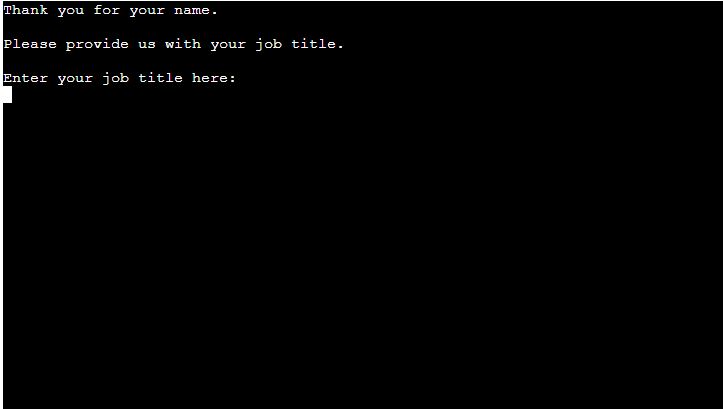 Thank you for your name.
Please provide us with your job title.
Enter your job title here: